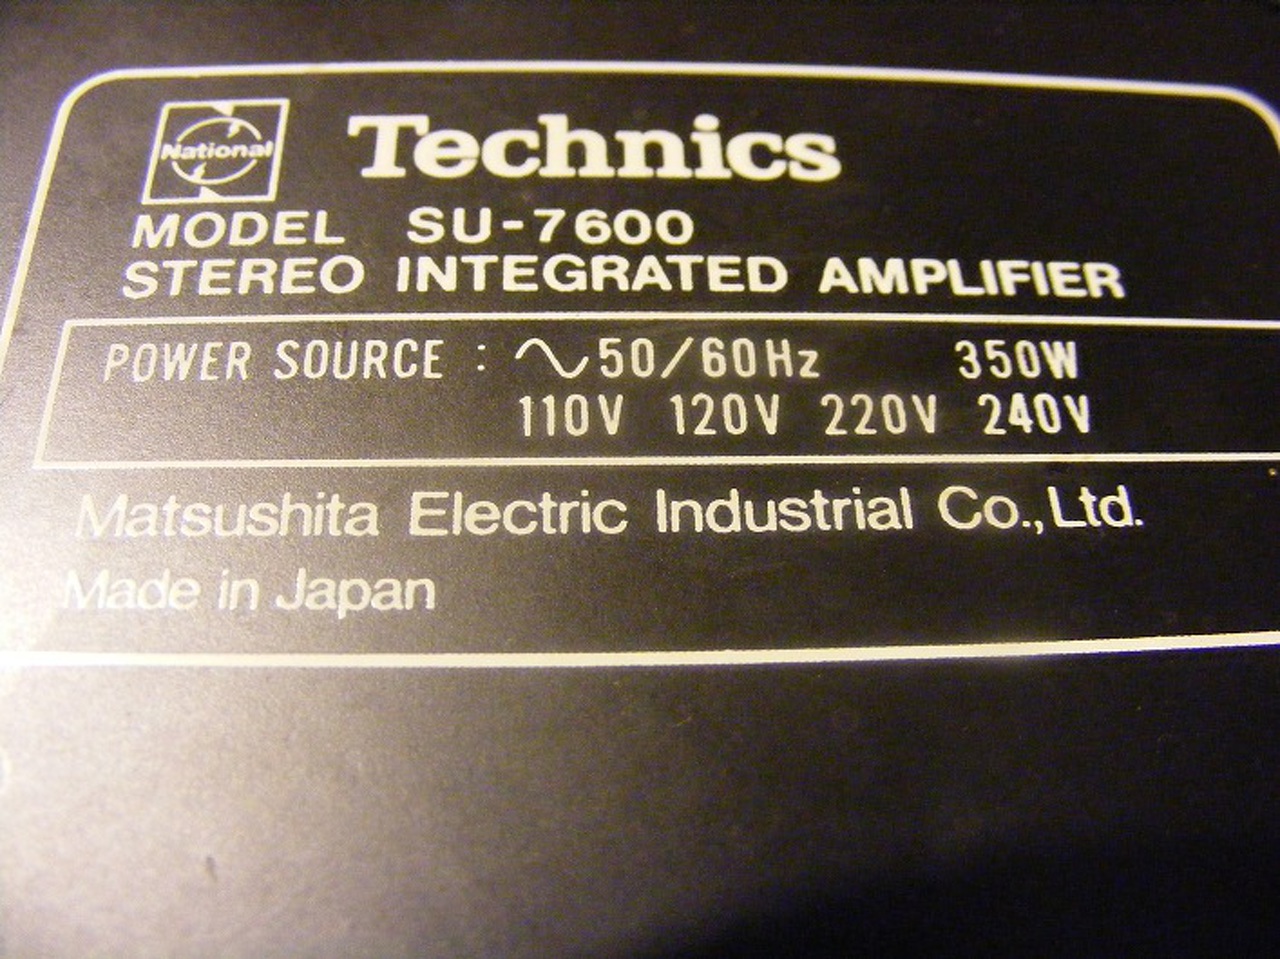 National Technics
MODEL SU-7600
STEREO INTEGRATED AMPLIFIER
POWER SOURCE : ∿50/60Hz 350W
110V 120V 220V 240V
Matsushita Electric Industrial Co., Ltd.
Made in Japan